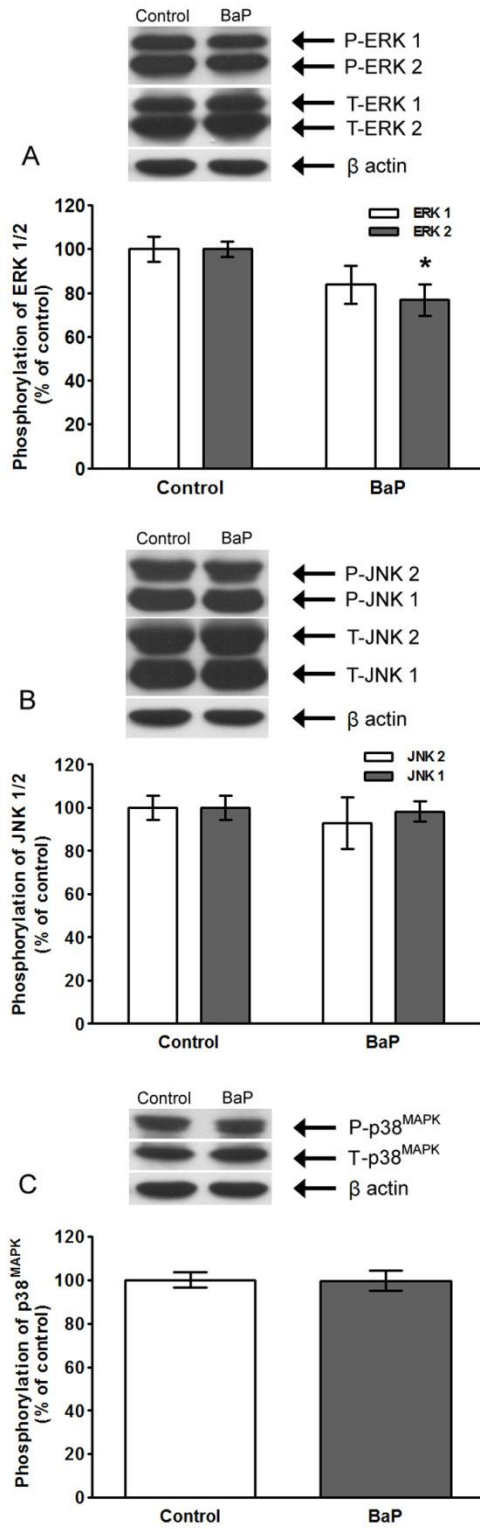 Control BaP
P-ERK 1
P-ERK 2
T-ERK 1
T-ERK 2
A
β actin
120
100
80
60
40
20
0
Phosphorylation of ERK 1/2
(% of control)
ERK 1
ERK 2
*
Control BaP
Control BaP
P-JNK 2
P-JNK 1
T-JNK 2
T-JNK 1
B
β actin
120
100
80
60
40
20
0
Phosphorylation of JNK 1/2
(% of control)
JNK 2
JNK 1
Control BaP
Control BaP
P-p38MAPK
T-p38MAPK
C
β actin
120
100
80
60
40
20
0
Phosphorylation of p38MAPK
(% of control)
Control BaP